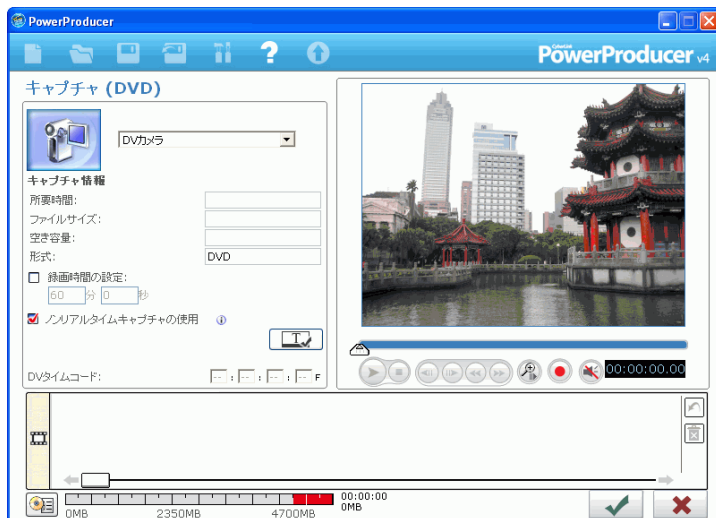 PowerProducer
CyberLink
PowerProducer v4
キャプチャ (DVD)
DVカメラ
キャプチャ情報
所要時間:
ファイルサイズ:
空き容量:
形式: DVD
録画時間の設定:
60 分 0 秒
ノンリアルタイムキャプチャの使用
T
DVタイムコード: -- : -- : -- : -- F
00:00:00.00
00:00:00
0MB
0MB 2350MB 4700MB